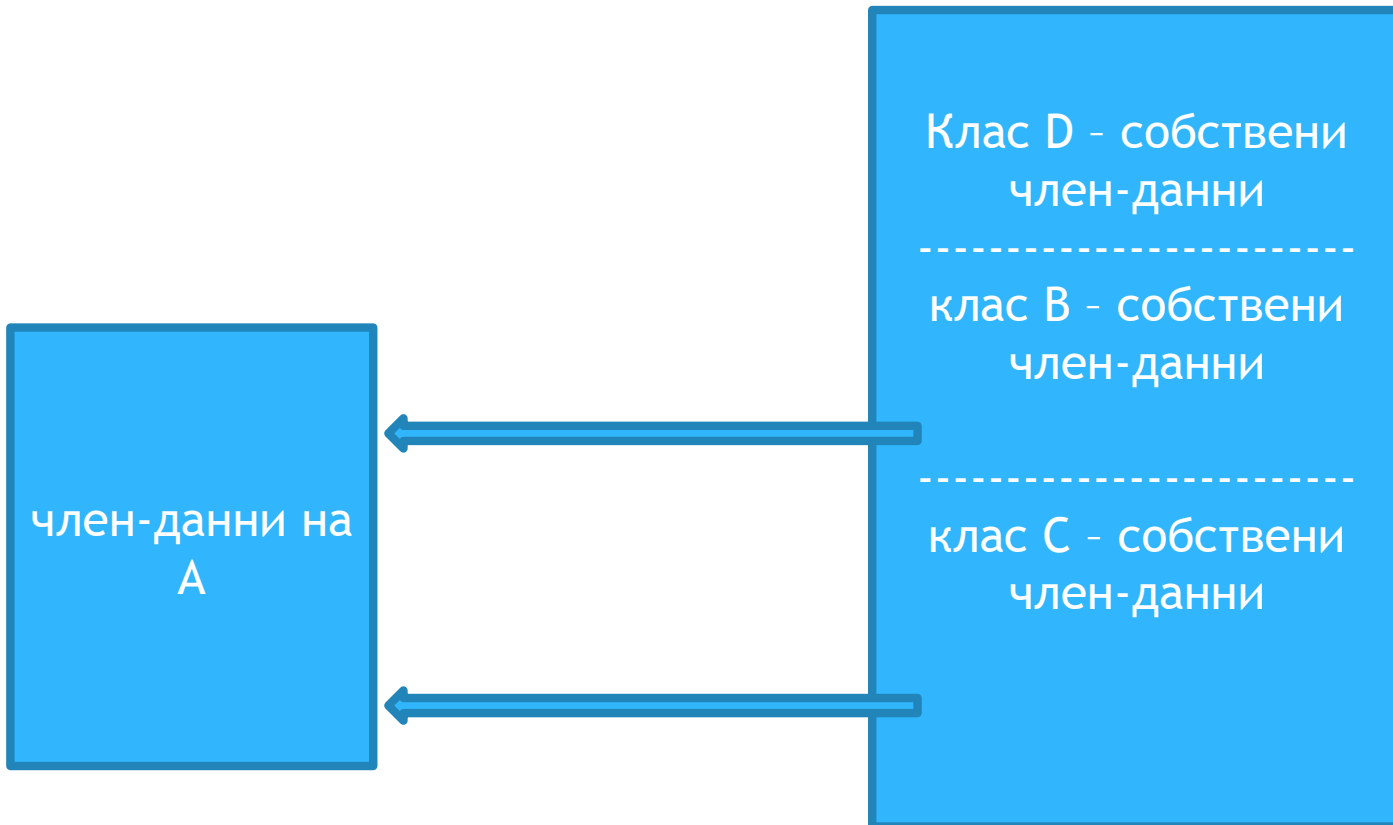 Клас D – собствени
член-данни
-------------------------
клас B – собствени
член-данни
-------------------------
клас C – собствени
член-данни
член-данни на
A